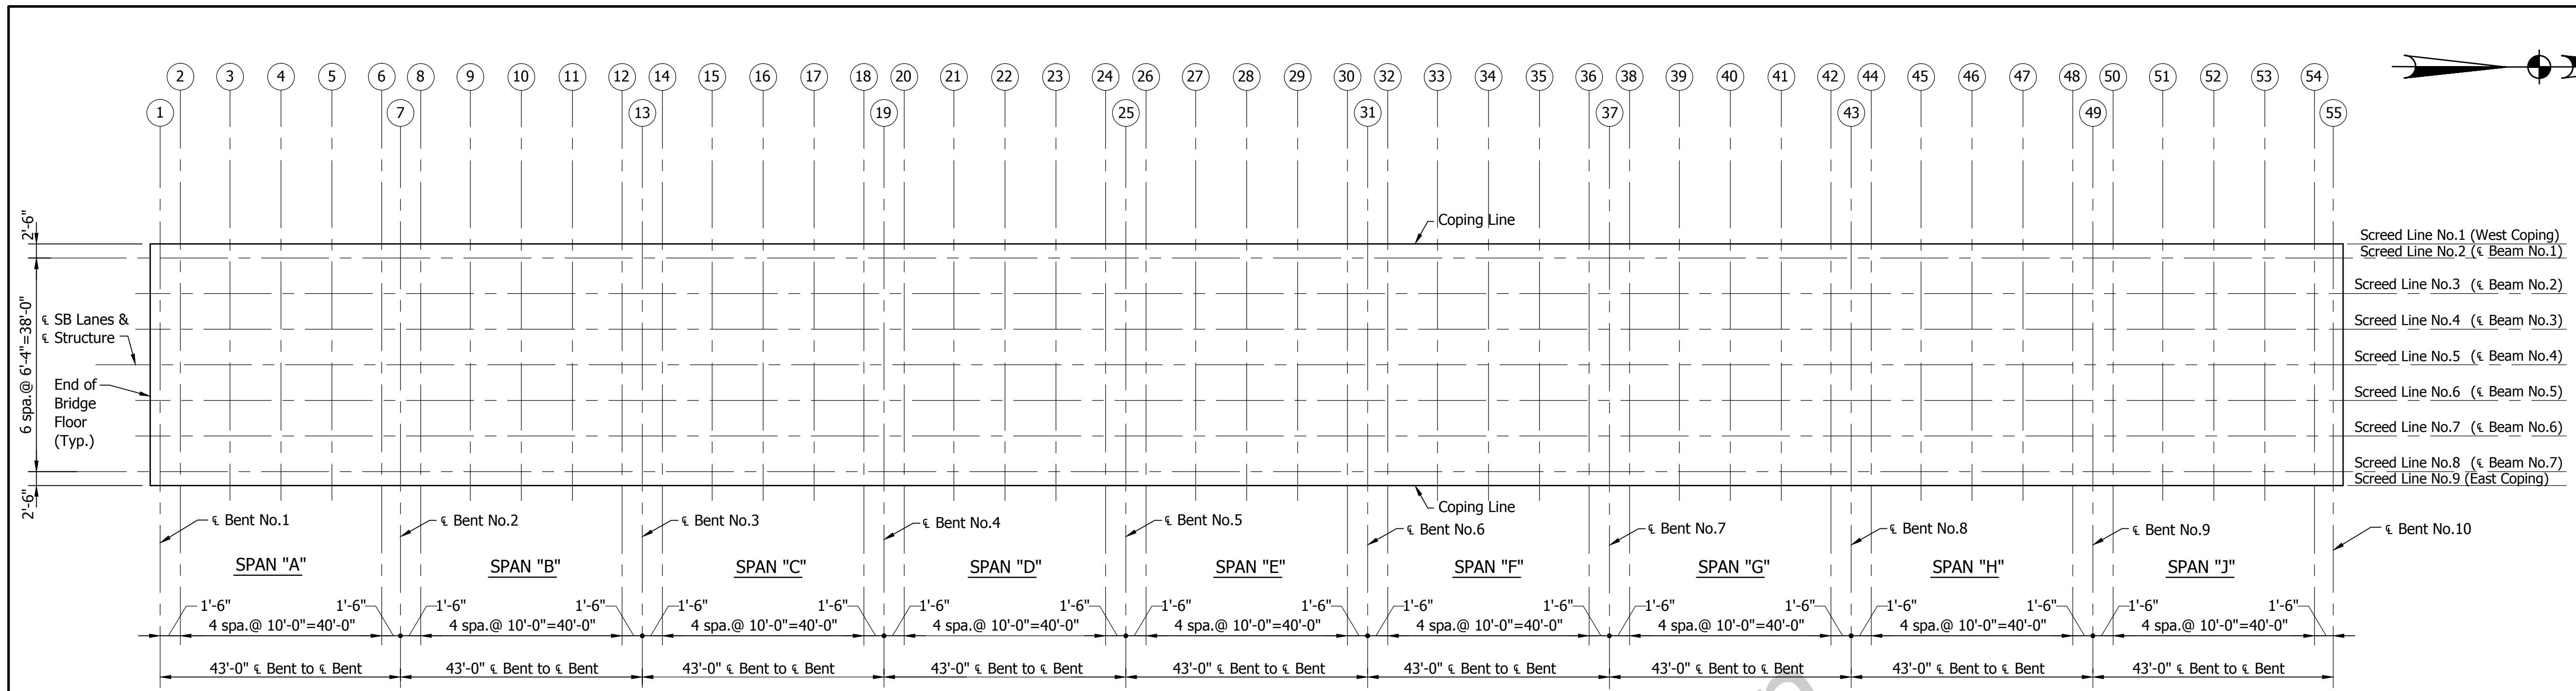 2 3 4 5 6 8 9 10 11 12 14 15 16 17 18 20 21 22 23 24 26 27 28 29 30 32 33 34 35 36 38 39 40 41 42 44 45 46 47 48 50 51 52 53 54
1 7 13 19 25 31 37 43 49 55
2'-6"
6 spa.@ 6'-4"=38'-0"
2'-6"
℄ SB Lanes &
℄ Structure
End of
Bridge
Floor
(Typ.)
Coping Line
Screed Line No.1 (West Coping)
Screed Line No.2 (℄ Beam No.1)
Screed Line No.3 (℄ Beam No.2)
Screed Line No.4 (℄ Beam No.3)
Screed Line No.5 (℄ Beam No.4)
Screed Line No.6 (℄ Beam No.5)
Screed Line No.7 (℄ Beam No.6)
Screed Line No.8 (℄ Beam No.7)
Screed Line No.9 (East Coping)
Coping Line
℄ Bent No.1 ℄ Bent No.2 ℄ Bent No.3 ℄ Bent No.4 ℄ Bent No.5 ℄ Bent No.6 ℄ Bent No.7 ℄ Bent No.8 ℄ Bent No.9 ℄ Bent No.10
SPAN "A" SPAN "B" SPAN "C" SPAN "D" SPAN "E" SPAN "F" SPAN "G" SPAN "H" SPAN "J"
1'-6" 1'-6" 1'-6" 1'-6" 1'-6" 1'-6" 1'-6" 1'-6" 1'-6" 1'-6" 1'-6" 1'-6" 1'-6" 1'-6" 1'-6" 1'-6" 1'-6" 1'-6"
4 spa.@ 10'-0"=40'-0" 4 spa.@ 10'-0"=40'-0" 4 spa.@ 10'-0"=40'-0" 4 spa.@ 10'-0"=40'-0" 4 spa.@ 10'-0"=40'-0" 4 spa.@ 10'-0"=40'-0" 4 spa.@ 10'-0"=40'-0" 4 spa.@ 10'-0"=40'-0" 4 spa.@ 10'-0"=40'-0"
43'-0" ℄ Bent to ℄ Bent 43'-0" ℄ Bent to ℄ Bent 43'-0" ℄ Bent to ℄ Bent 43'-0" ℄ Bent to ℄ Bent 43'-0" ℄ Bent to ℄ Bent 43'-0" ℄ Bent to ℄ Bent 43'-0" ℄ Bent to ℄ Bent 43'-0" ℄ Bent to ℄ Bent 43'-0" ℄ Bent to ℄ Bent